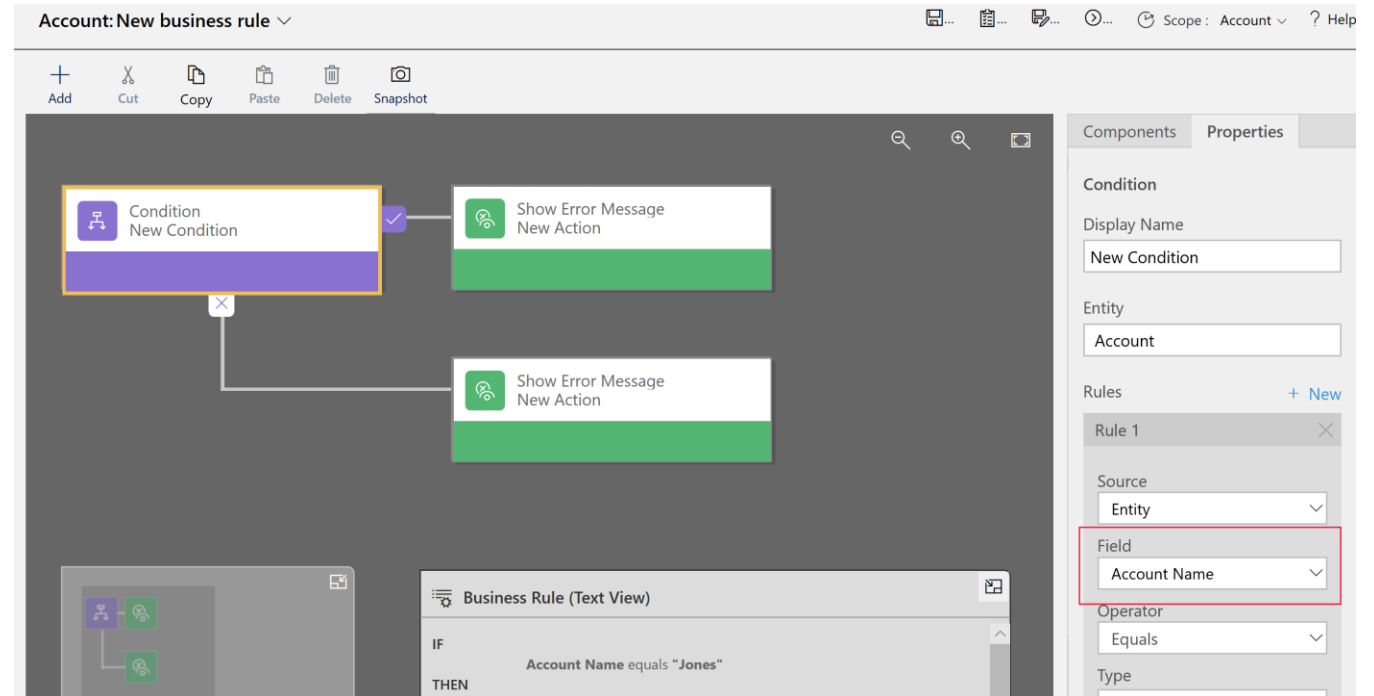 Account: New business rule
... ... ... ... Scope : Account ? Help
Add Cut Copy Paste Delete Snapshot
Components Properties
Condition
New Condition
Show Error Message
New Action
Show Error Message
New Action
Business Rule (Text View)
IF
Account Name equals "Jones"
THEN
Condition
Display Name
New Condition
Entity
Account
Rules + New
Rule 1
Source
Entity
Field
Account Name
Operator
Equals
Type